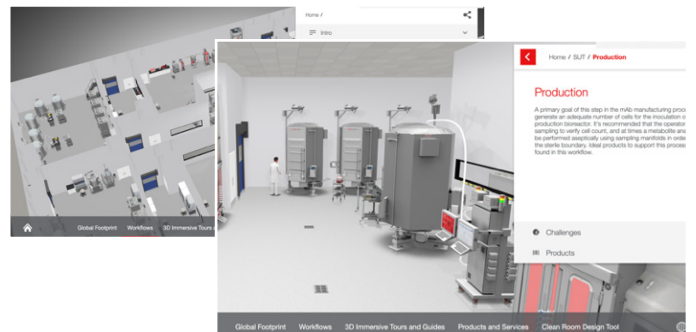 Home /
Intro
Home / SUT / Production
Production
A primary goal of this step in the mAb manufacturing proc
generate an adequate number of cells for the inoculation o
production bioreactor. It's recommended that the operator
sampling to verify cell count, and at times a metabolite ana
be performed aseptically using sampling manifolds in orde
the sterile boundary. Ideal products to support this proces
found in this workflow.
Challenges
Products
Global Footprint Workflows 3D Immersive Tours a
Global Footprint Workflows 3D Immersive Tours and Guides Products and Services Clean Room Design Tool